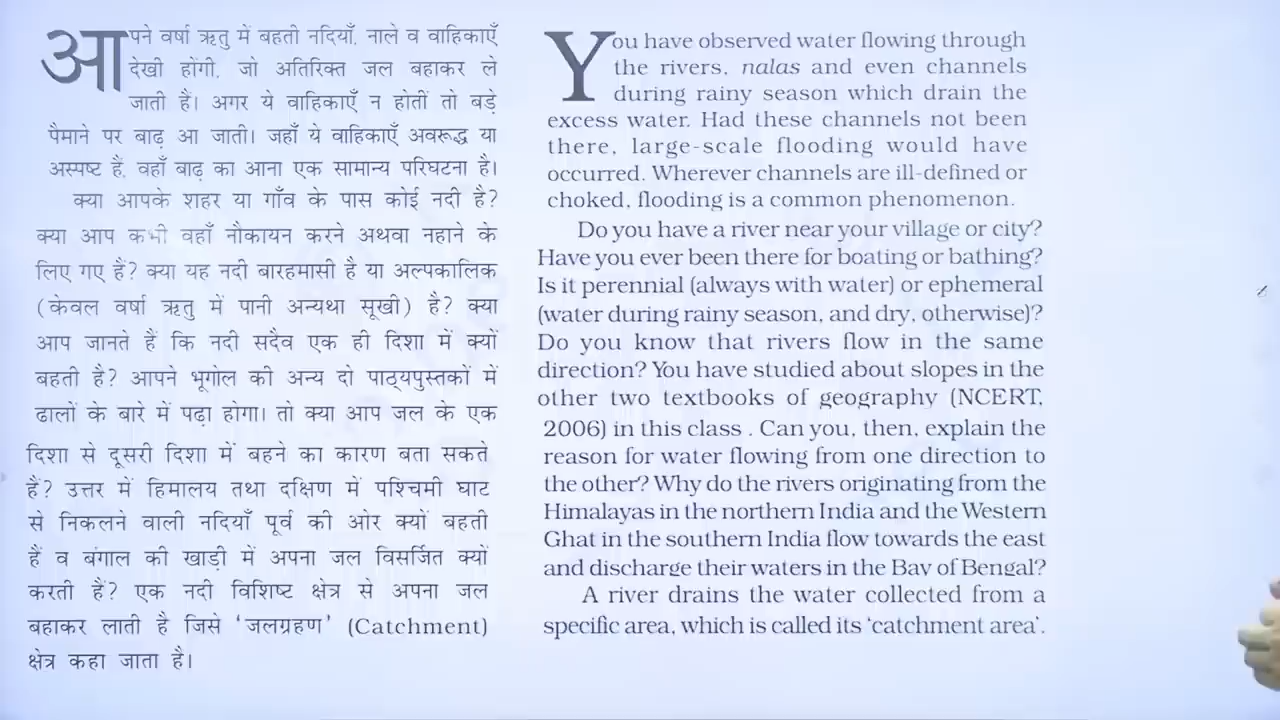 आपने वर्षा ऋतु में बहती नदियाँ, नाले व वाहिकाएँ
देखी होंगी, जो अतिरिक्त जल बहाकर ले
जाती हैं। अगर ये वाहिकाएँ न होतीं तो बड़े
पैमाने पर बाढ़ आ जाती। जहाँ ये वाहिकाएँ अवरूद्ध या
अस्पष्ट हैं, वहाँ बाढ़ का आना एक सामान्य परिघटना है।
क्या आपके शहर या गाँव के पास कोई नदी है?
क्या आप कभी वहाँ नौकायन करने अथवा नहाने के
लिए गए हैं? क्या यह नदी बारहमासी है या अल्पकालिक
(केवल वर्षा ऋतु में पानी अन्यथा सूखी) है? क्या
आप जानते हैं कि नदी सदैव एक ही दिशा में क्यों
बहती है? आपने भूगोल की अन्य दो पाठ्यपुस्तकों में
ढालों के बारे में पढ़ा होगा। तो क्या आप जल के एक
दिशा से दूसरी दिशा में बहने का कारण बता सकते
हैं? उत्तर में हिमालय तथा दक्षिण में पश्चिमी घाट
से निकलने वाली नदियाँ पूर्व की ओर क्यों बहती
हैं व बंगाल की खाड़ी में अपना जल विसर्जित क्यों
करती हैं? एक नदी विशिष्ट क्षेत्र से अपना जल
बहाकर लाती है जिसे ‘जलग्रहण’ (Catchment)
क्षेत्र कहा जाता है।
You have observed water flowing through
the rivers, nalas and even channels
during rainy season which drain the
excess water. Had these channels not been
there, large-scale flooding would have
occurred. Wherever channels are ill-defined or
choked, flooding is a common phenomenon.
Do you have a river near your village or city?
Have you ever been there for boating or bathing?
Is it perennial (always with water) or ephemeral
(water during rainy season, and dry, otherwise)?
Do you know that rivers flow in the same
direction? You have studied about slopes in the
other two textbooks of geography (NCERT,
2006) in this class . Can you, then, explain the
reason for water flowing from one direction to
the other? Why do the rivers originating from the
Himalayas in the northern India and the Western
Ghat in the southern India flow towards the east
and discharge their waters in the Bay of Bengal?
A river drains the water collected from a
specific area, which is called its ‘catchment area’.